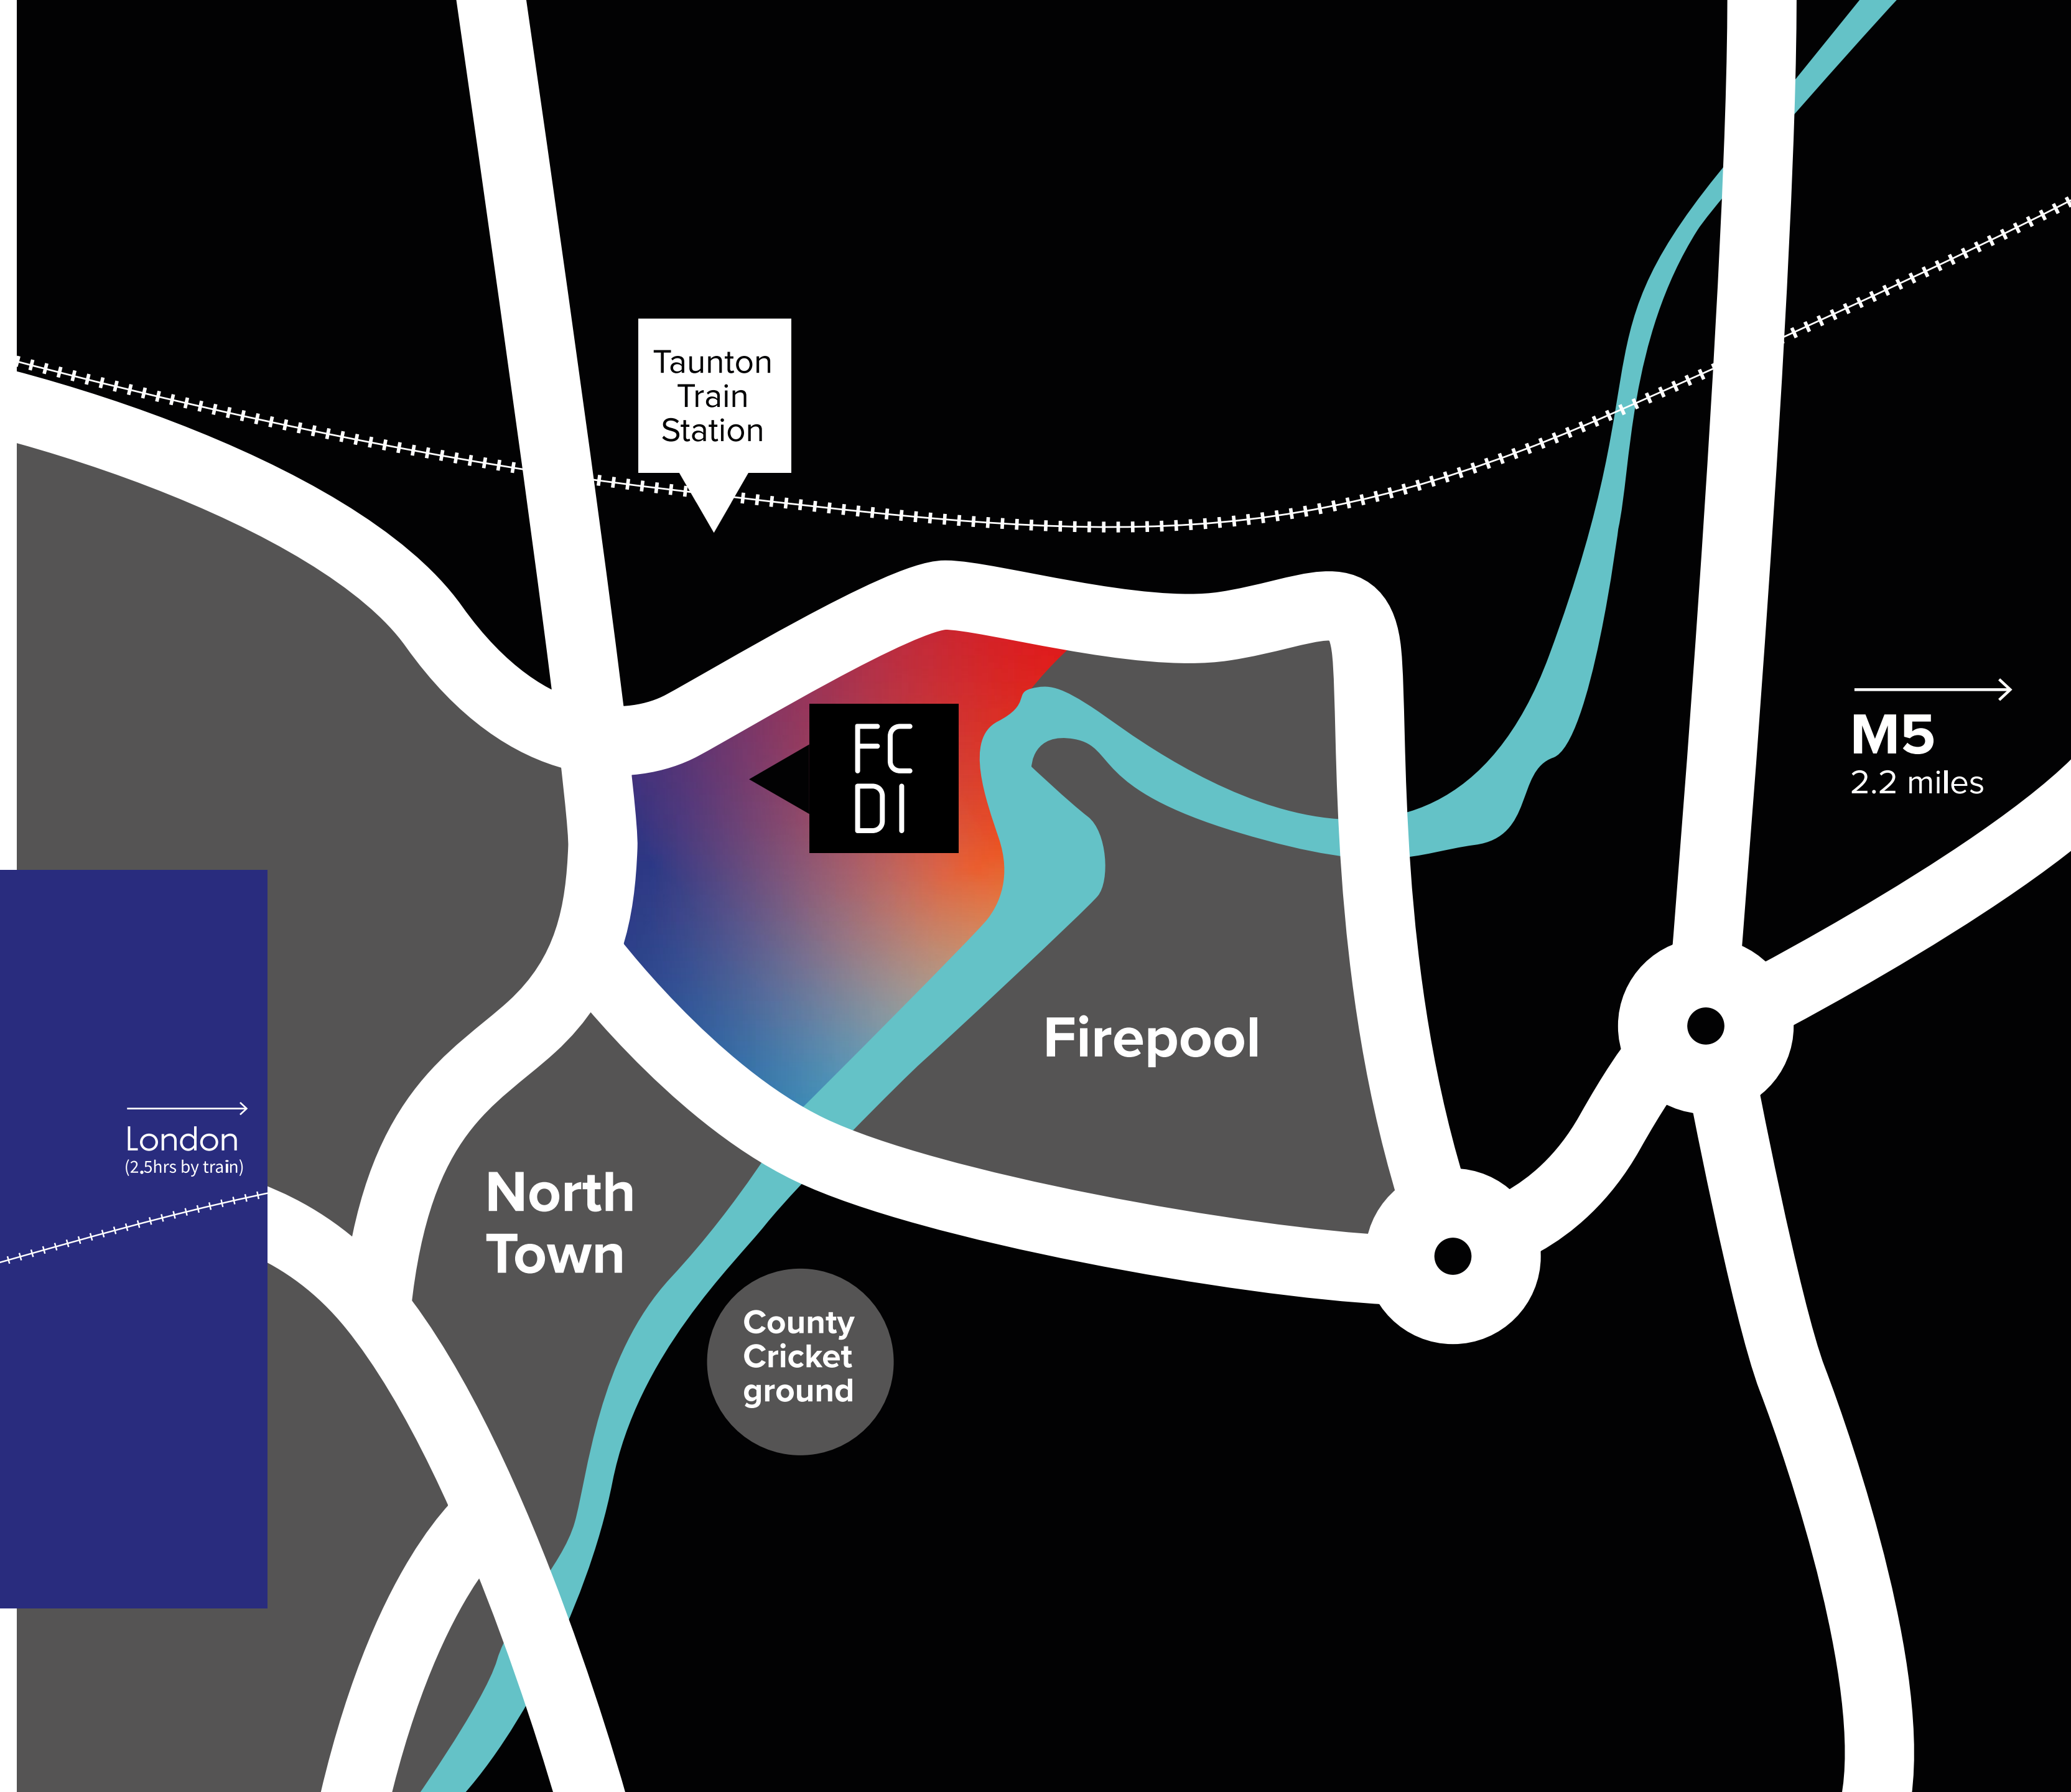 Taunton
Train
Station
FC
DI
M5
2.2 miles
Firepool
London
(2.5hrs by train)
North
Town
County
Cricket
ground